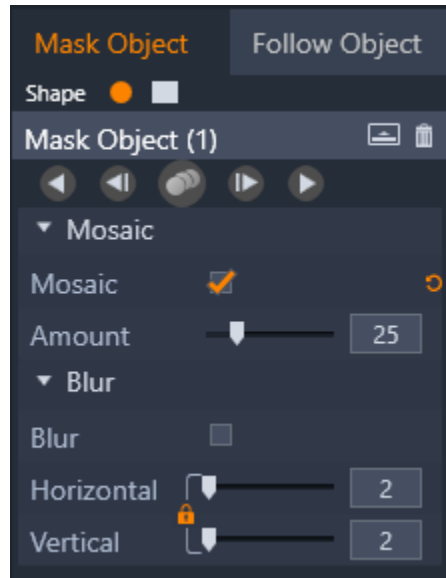 Mask Object Follow Object
Shape
Mask Object (1)
Mosaic
Mosaic
Amount 25
Blur
Blur
Horizontal 2
Vertical 2